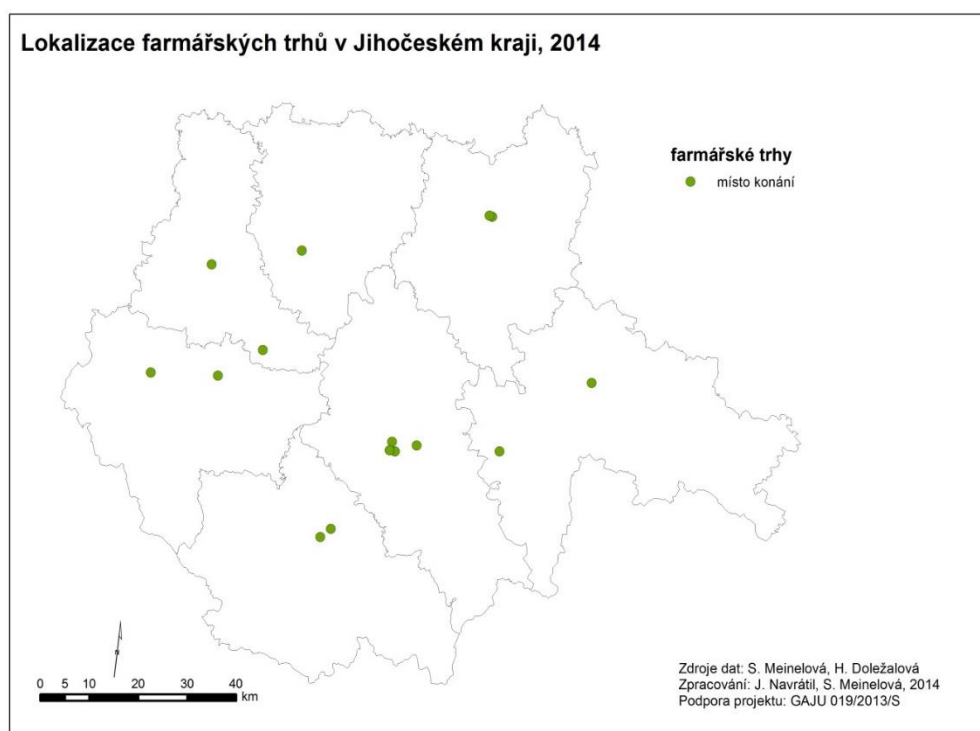 Lokalizace farmářských trhů v Jihočeském kraji, 2014
farmářské trhy
místo konání
N
0 5 10 20 30 40
km
Zdroje dat: S. Meinelová, H. Doležalová
Zpracování: J. Navrátil, S. Meinelová, 2014
Podpora projektu: GAJU 019/2013/S